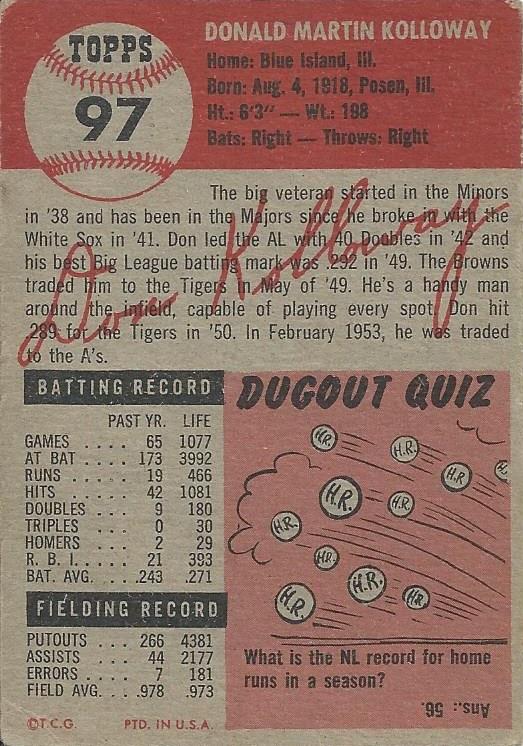 TOPPS
97
DONALD MARTIN KOLLOWAY
Home: Blue Island, Ill.
Born: Aug. 4, 1918, Posen, Ill.
Ht.: 6'3" — Wt.: 198
Bats: Right — Throws: Right
The big veteran started in the Minors
in '38 and has been in the Majors since he broke in with the
White Sox in '41. Don led the AL with 40 Doubles in '42 and
his best Big League batting mark was .292 in '49. The Browns
traded him to the Tigers in May of '49. He's a handy man
around the infield, capable of playing every spot. Don hit
.289 for the Tigers in '50. In February 1953, he was traded
to the A's.
Don Kolloway
BATTING RECORD
PAST YR. LIFE
GAMES .... 65 1077
AT BAT .... 173 3992
RUNS ..... 19 466
HITS ..... 42 1081
DOUBLES .. 9 180
TRIPLES ... 0 30
HOMERS ... 2 29
R. B. I. .... 21 393
BAT. AVG. ... .243 .271
FIELDING RECORD
PUTOUTS ... 266 4381
ASSISTS .... 44 2177
ERRORS .... 7 181
FIELD AVG. ... .978 .973
©T.C.G. PTD. IN U.S.A.
DUGOUT QUIZ
H.R.
H.R.
H.R.
H.R.
H.R.
H.R.
H.R.
H.R.
H.R.
H.R.
What is the NL record for home
runs in a season?
Ans.: 56.